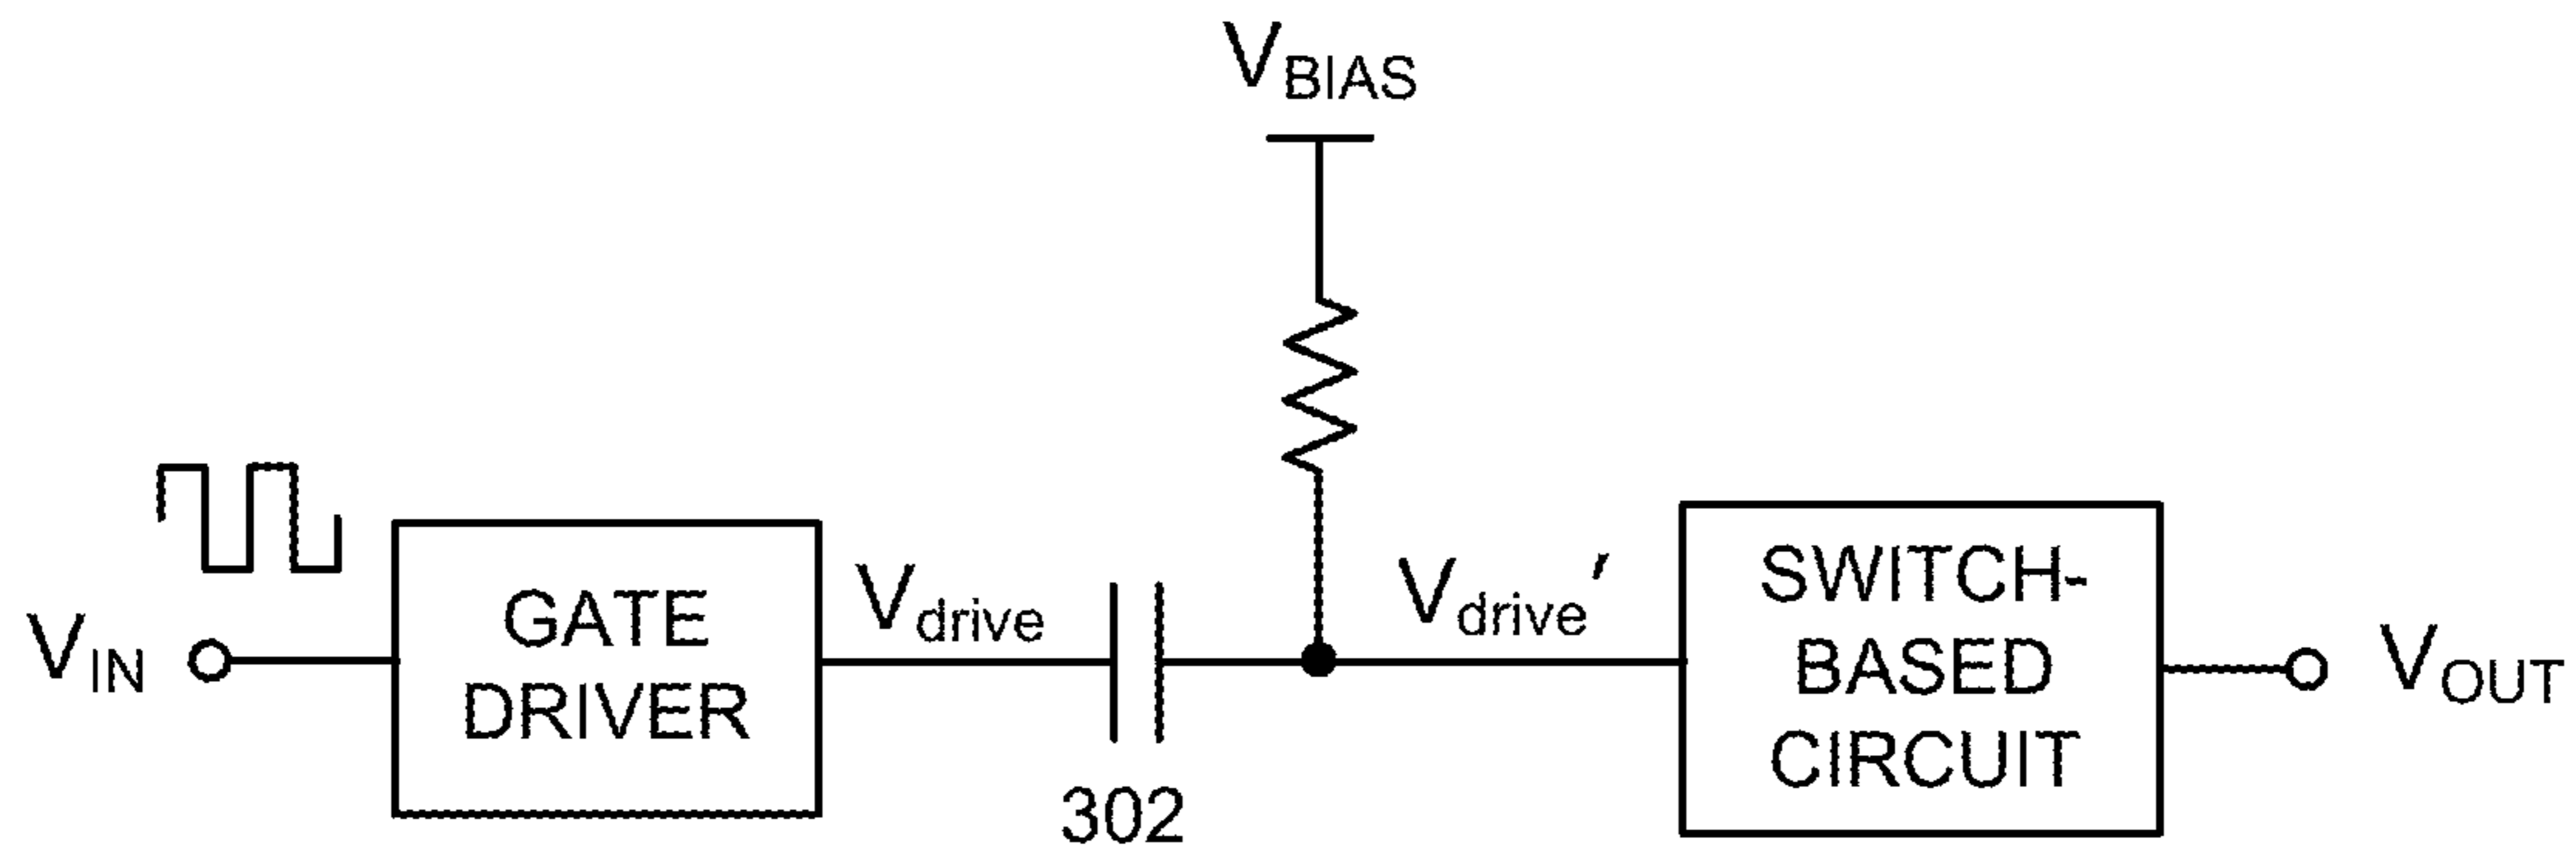 VBIAS
VIN
GATE
DRIVER
Vdrive
302
Vdrive′
SWITCH-
BASED
CIRCUIT
VOUT